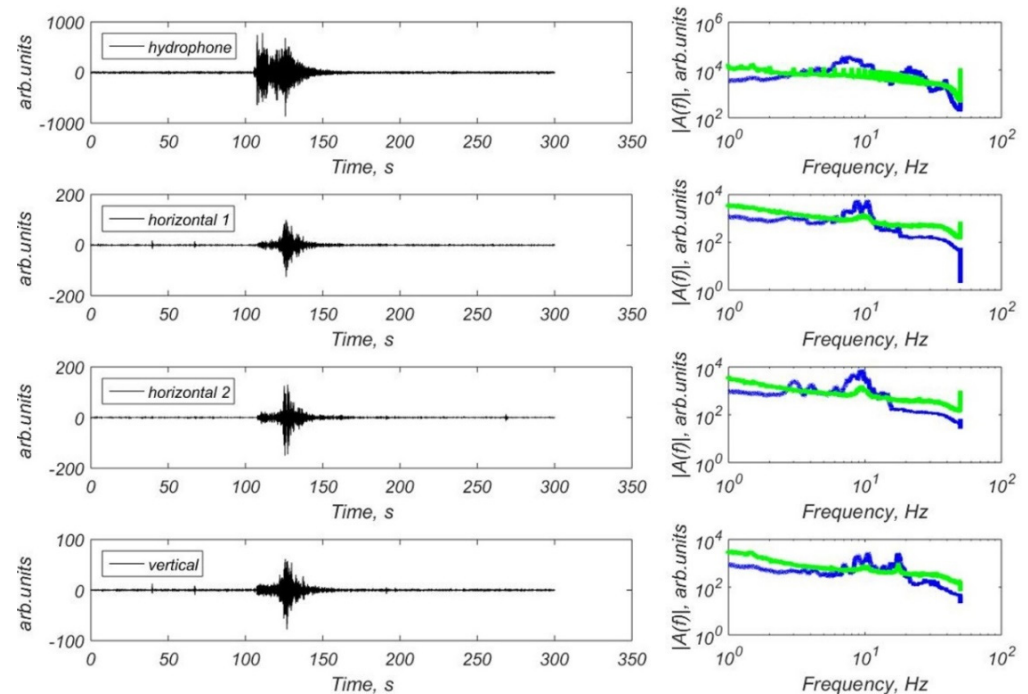 1000
0
-1000
arb.units
hydrophone
0 50 100 150 200 250 300 350
Time, s
10^6
10^4
10^2
|A(f)|, arb.units
10^0 10^1 10^2
Frequency, Hz
200
0
-200
arb.units
horizontal 1
0 50 100 150 200 250 300 350
Time, s
10^4
10^2
10^0
|A(f)|, arb.units
10^0 10^1 10^2
Frequency, Hz
200
0
-200
arb.units
horizontal 2
0 50 100 150 200 250 300 350
Time, s
10^4
10^2
10^0
|A(f)|, arb.units
10^0 10^1 10^2
Frequency, Hz
100
0
-100
arb.units
vertical
0 50 100 150 200 250 300 350
Time, s
10^4
10^2
10^0
|A(f)|, arb.units
10^0 10^1 10^2
Frequency, Hz